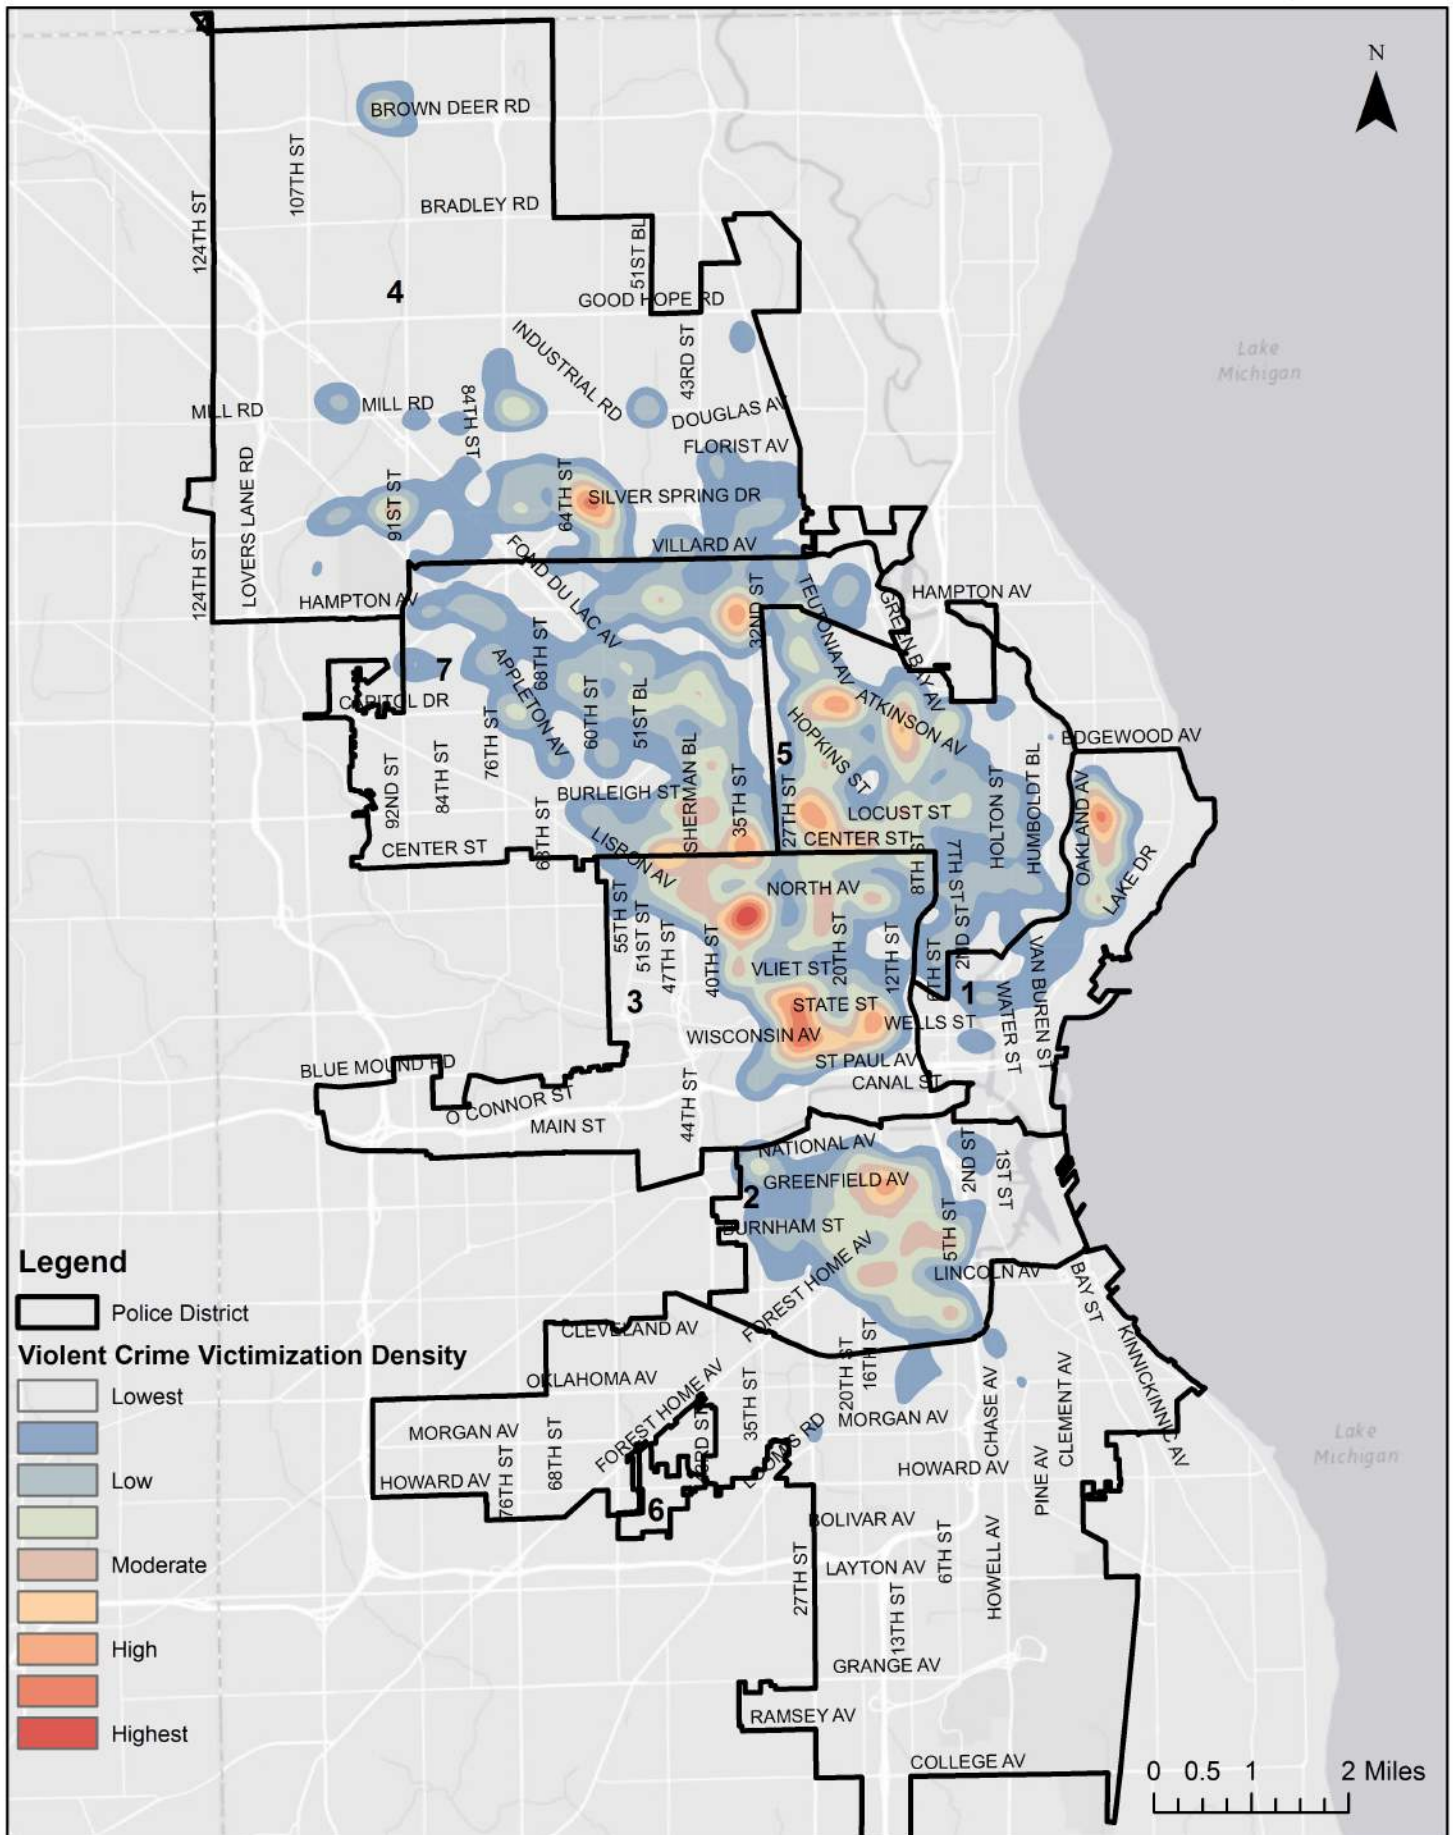 N
BROWN DEER RD
107TH ST
124TH ST
BRADLEY RD
51ST BL
4
GOOD HOPE RD
INDUSTRIAL RD
43RD ST
Lake
Michigan
MILL RD
MILL RD
84TH ST
DOUGLAS AV
FLORIST AV
LOVERS LANE RD
91ST ST
64TH ST
SILVER SPRING DR
124TH ST
FOND DU LAC AV
VILLARD AV
HAMPTON AV
32ND ST
TEUTONIA AV
GREEN BAY AV
HAMPTON AV
7
68TH ST
APPLETON AV
CAPITOL DR
60TH ST
51ST BL
76TH ST
ATKINSON AV
HOPKINS ST
5
EDGEWOOD AV
92ND ST
84TH ST
BURLEIGH ST
SHERMAN BL
35TH ST
27TH ST
LOCUST ST
HOLTON ST
HUMBOLDT BL
OAKLAND AV
CENTER ST
68TH ST
LISBON AV
CENTER ST
8TH ST
7TH ST
LAKE DR
NORTH AV
55TH ST
51ST ST
47TH ST
40TH ST
20TH ST
12TH ST
6TH ST
2ND ST
VAN BUREN ST
VLIET ST
3
STATE ST
1
WATER ST
WISCONSIN AV
WELLS ST
BLUE MOUND RD
ST PAUL AV
CANAL ST
O CONNOR ST
MAIN ST
44TH ST
NATIONAL AV
2ND ST
1ST ST
GREENFIELD AV
2
BURNHAM ST
5TH ST
FOREST HOME AV
LINCOLN AV
BAY ST
Legend
Police District
Violent Crime Victimization Density
Lowest
Low
Moderate
High
Highest
CLEVELAND AV
KINNICKINNIC AV
OKLAHOMA AV
FOREST HOME AV
35TH ST
20TH ST
16TH ST
CHASE AV
CLEMENT AV
MORGAN AV
MORGAN AV
68TH ST
LOOMIS RD
Lake
Michigan
HOWARD AV
76TH ST
HOWARD AV
PINE AV
6
BOLIVAR AV
6TH ST
HOWELL AV
27TH ST
LAYTON AV
13TH ST
GRANGE AV
RAMSEY AV
COLLEGE AV
0 0.5 1 2 Miles